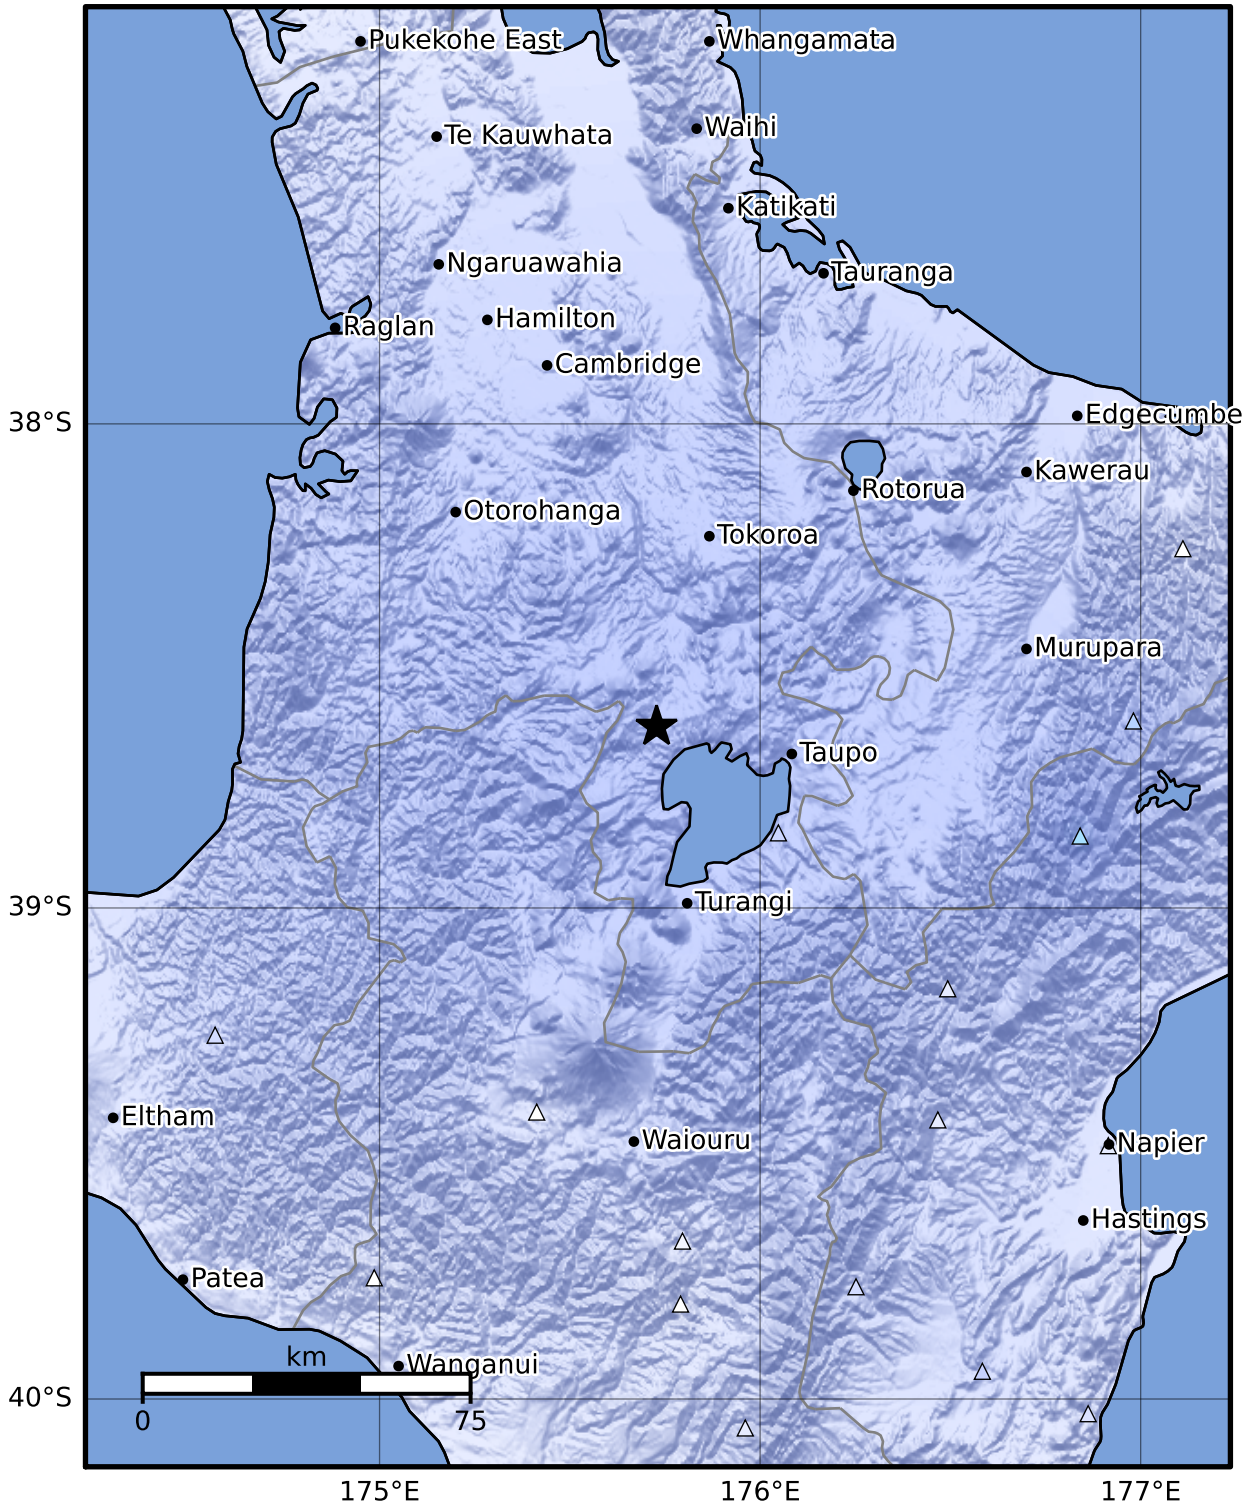 Pukekohe East
Whangamata
Te Kauwhata
Waihi
Katikati
Ngaruawahia
Tauranga
Raglan
Hamilton
Cambridge
38°S
Edgecumbe
Kawerau
Rotorua
Otorohanga
Tokoroa
Murupara
Taupo
39°S
Turangi
Eltham
Waiouru
Napier
Hastings
Patea
km
Wanganui
40°S
0
75
175°E
176°E
177°E